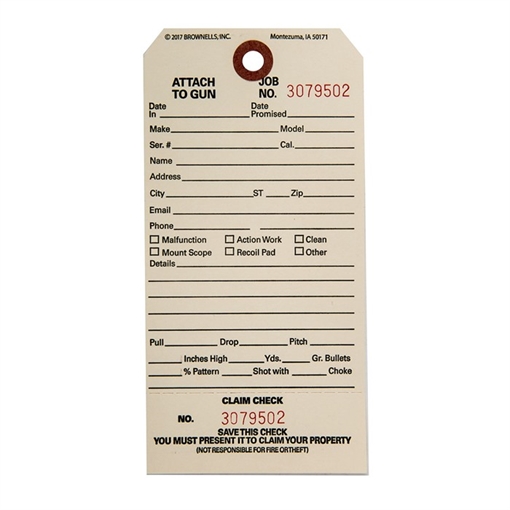 © 2017 BROWNELLS, INC. Montezuma, IA 50171
ATTACH JOB
TO GUN NO. 3079502
Date Date
In Promised
Make Model
Ser. # Cal.
Name
Address
City ST Zip
Email
Phone
Malfunction Action Work Clean
Mount Scope Recoil Pad Other
Details
Pull Drop Pitch
Inches High Yds. Gr. Bullets
% Pattern Shot with Choke
CLAIM CHECK
NO. 3079502
SAVE THIS CHECK
YOU MUST PRESENT IT TO CLAIM YOUR PROPERTY
(NOT RESPONSIBLE FOR FIRE OR THEFT)